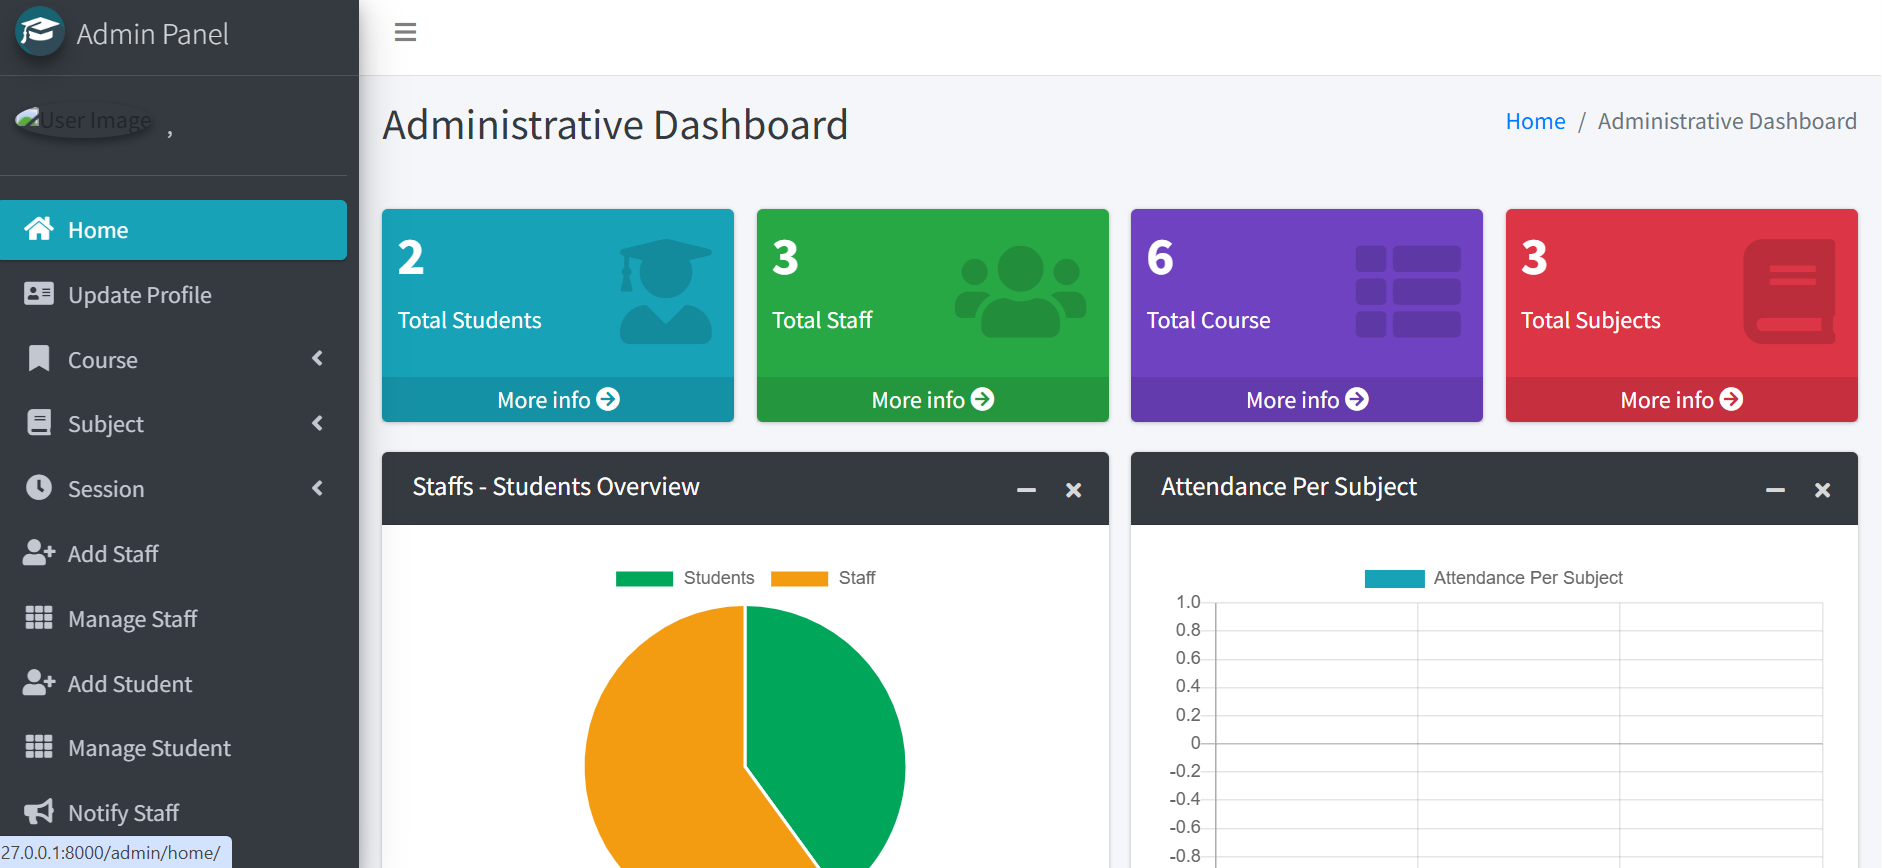 Admin Panel
User Image ,
Home
Update Profile
Course
Subject
Session
Add Staff
Manage Staff
Add Student
Manage Student
Notify Staff
27.0.0.1:8000/admin/home/
Administrative Dashboard
Home / Administrative Dashboard
2
Total Students
More info
3
Total Staff
More info
6
Total Course
More info
3
Total Subjects
More info
Staffs - Students Overview
Students Staff
Attendance Per Subject
Attendance Per Subject
1.0
0.8
0.6
0.4
0.2
0
-0.2
-0.4
-0.6
-0.8